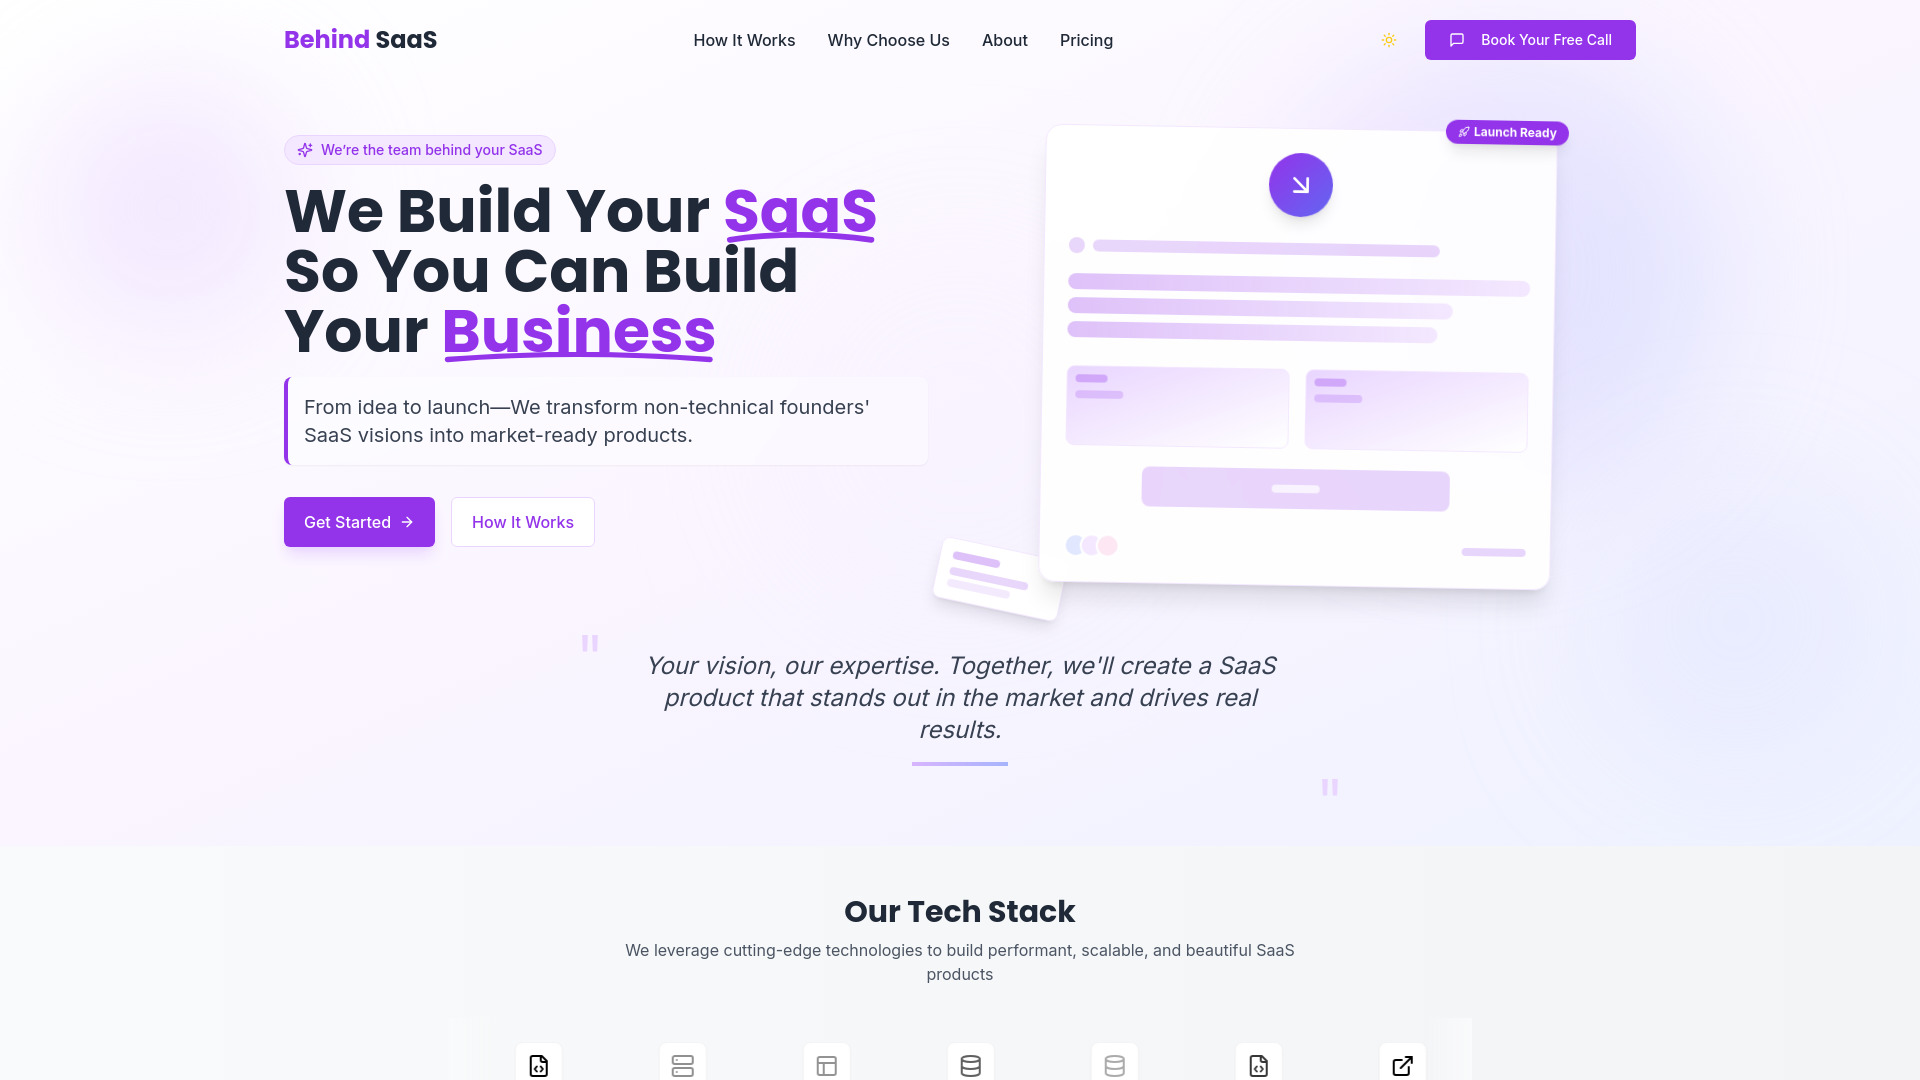 Behind SaaS
How It Works
Why Choose Us
About
Pricing
Book Your Free Call
We're the team behind your SaaS
We Build Your SaaS
So You Can Build
Your Business
From idea to launch—We transform non-technical founders'
SaaS visions into market-ready products.
Get Started
How It Works
Launch Ready
"
Your vision, our expertise. Together, we'll create a SaaS
product that stands out in the market and drives real
results.
"
Our Tech Stack
We leverage cutting-edge technologies to build performant, scalable, and beautiful SaaS
products